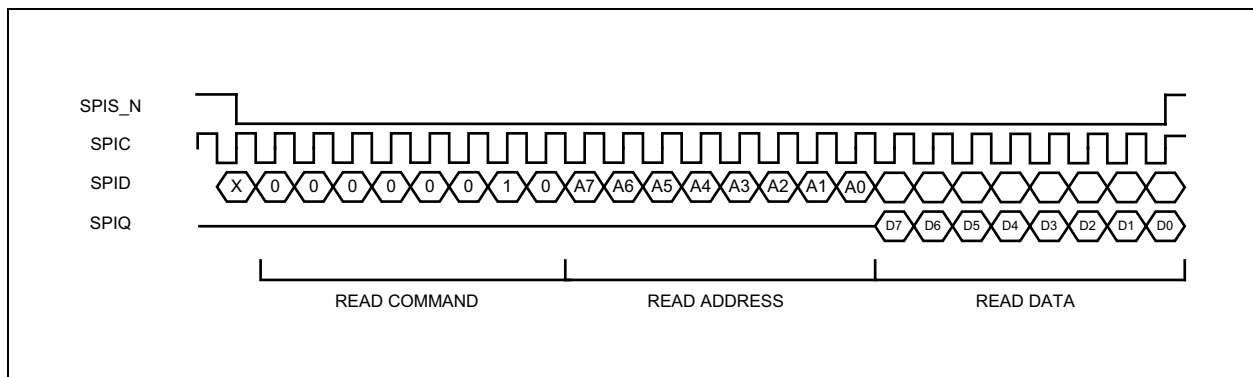 SPIS_N
SPIC
SPID X 0 0 0 0 0 0 1 0 A7 A6 A5 A4 A3 A2 A1 A0
SPIQ D7 D6 D5 D4 D3 D2 D1 D0
READ COMMAND READ ADDRESS READ DATA